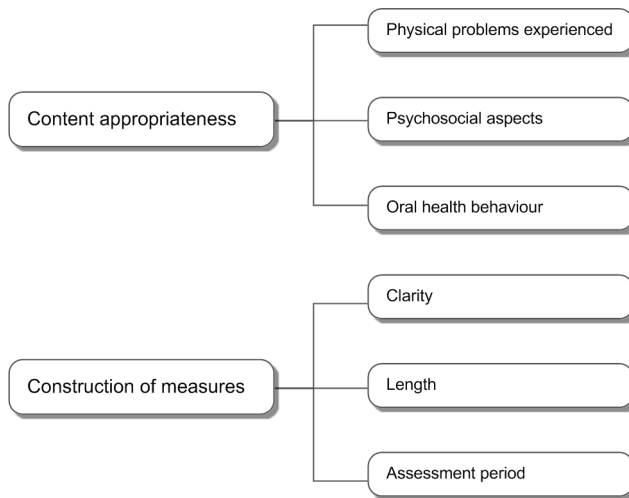 Content appropriateness
Physical problems experienced
Psychosocial aspects
Oral health behaviour
Construction of measures
Clarity
Length
Assessment period